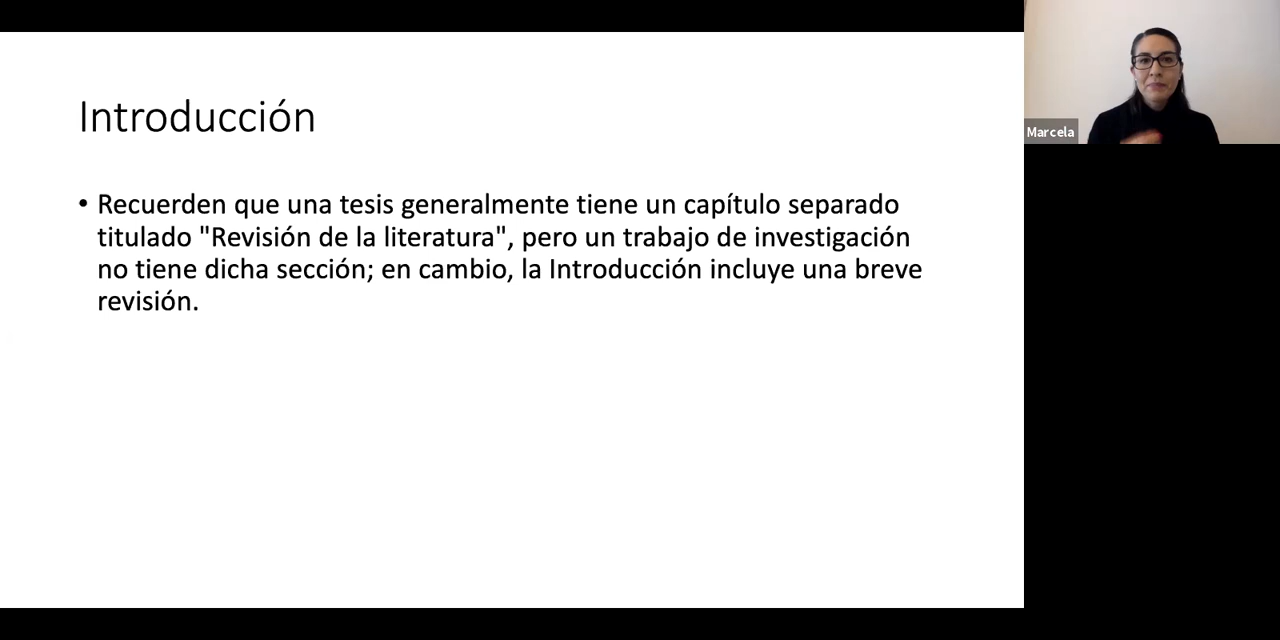 Introducción
• Recuerden que una tesis generalmente tiene un capítulo separado
titulado "Revisión de la literatura", pero un trabajo de investigación
no tiene dicha sección; en cambio, la Introducción incluye una breve
revisión.
Marcela